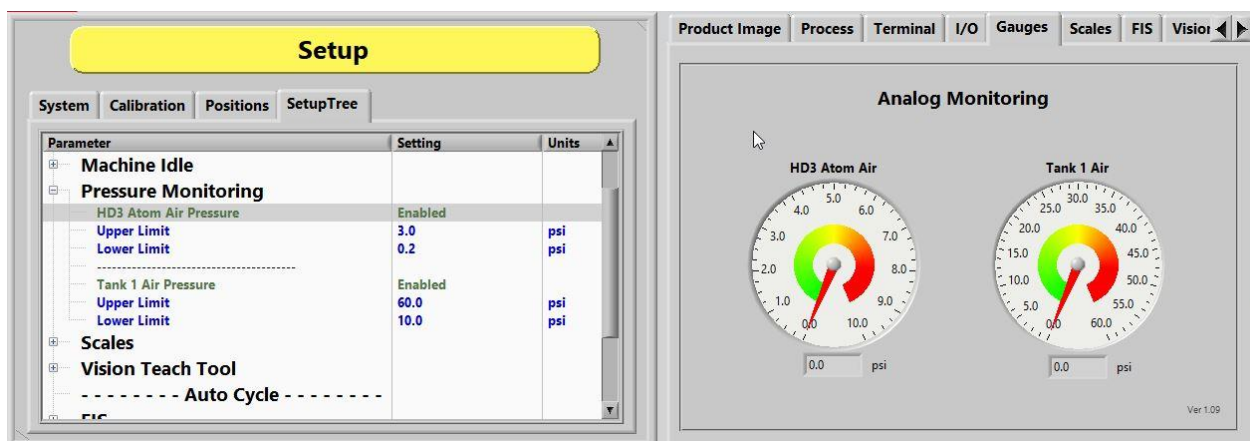 Setup
System Calibration Positions SetupTree
Parameter Setting Units
Machine Idle
Pressure Monitoring
HD3 Atom Air Pressure Enabled
Upper Limit 3.0 psi
Lower Limit 0.2 psi
------------------------------------
Tank 1 Air Pressure Enabled
Upper Limit 60.0 psi
Lower Limit 10.0 psi
Scales
Vision Teach Tool
- - - - - - - - Auto Cycle - - - - - - - -
Product Image Process Terminal I/O Gauges Scales FIS
Analog Monitoring
HD3 Atom Air
0.0 1.0 2.0 3.0 4.0 5.0 6.0 7.0 8.0 9.0 10.0
0.0 psi
Tank 1 Air
0.0 5.0 10.0 15.0 20.0 25.0 30.0 35.0 40.0 45.0 50.0 55.0 60.0
0.0 psi
Ver 1.09